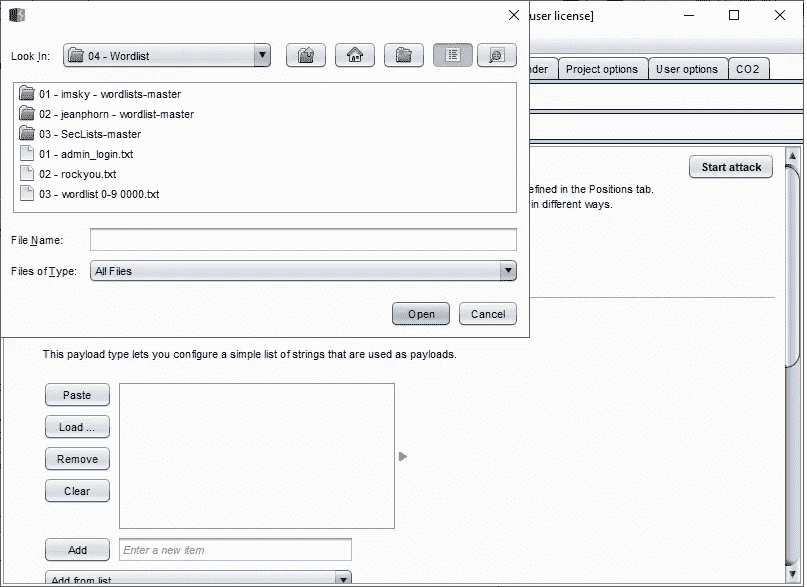 user license]
Look In:
04 - Wordlist
01 - imsky - wordlists-master
02 - jeanphorn - wordlist-master
03 - SecLists-master
01 - admin_login.txt
02 - rockyou.txt
03 - wordlist 0-9 0000.txt
File Name:
Files of Type:
All Files
Open
Cancel
der
Project options
User options
CO2
Start attack
efined in the Positions tab.
in different ways.
This payload type lets you configure a simple list of strings that are used as payloads.
Paste
Load ...
Remove
Clear
Add
Enter a new item
Add from list